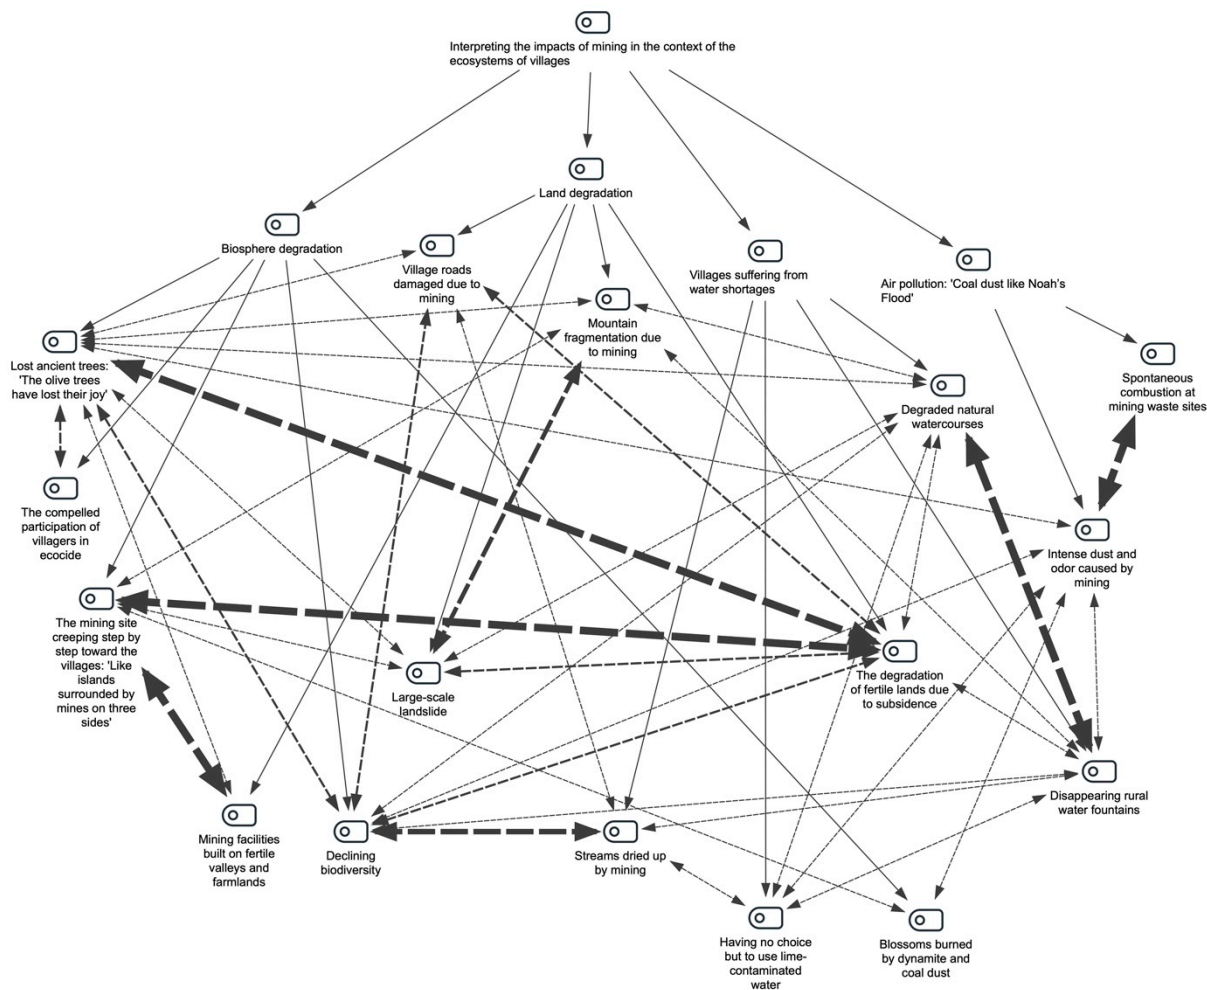 Interpreting the impacts of mining in the context of the
ecosystems of villages
Land degradation
Biosphere degradation
Village roads
damaged due to
mining
Villages suffering from
water shortages
Air pollution: 'Coal dust like Noah's
Flood'
Mountain
fragmentation due
to mining
Lost ancient trees:
'The olive trees
have lost their joy'
Spontaneous
combustion at
mining waste sites
Degraded natural
watercourses
The compelled
participation of
villagers in
ecocide
Intense dust and
odor caused by
mining
The mining site
creeping step by
step toward the
villages: 'Like
islands
surrounded by
mines on three
sides'
Large-scale
landslide
The degradation
of fertile lands due
to subsidence
Disappearing rural
water fountains
Mining facilities
built on fertile
valleys and
farmlands
Declining
biodiversity
Streams dried up
by mining
Having no choice
but to use lime-
contaminated
water
Blossoms burned
by dynamite and
coal dust